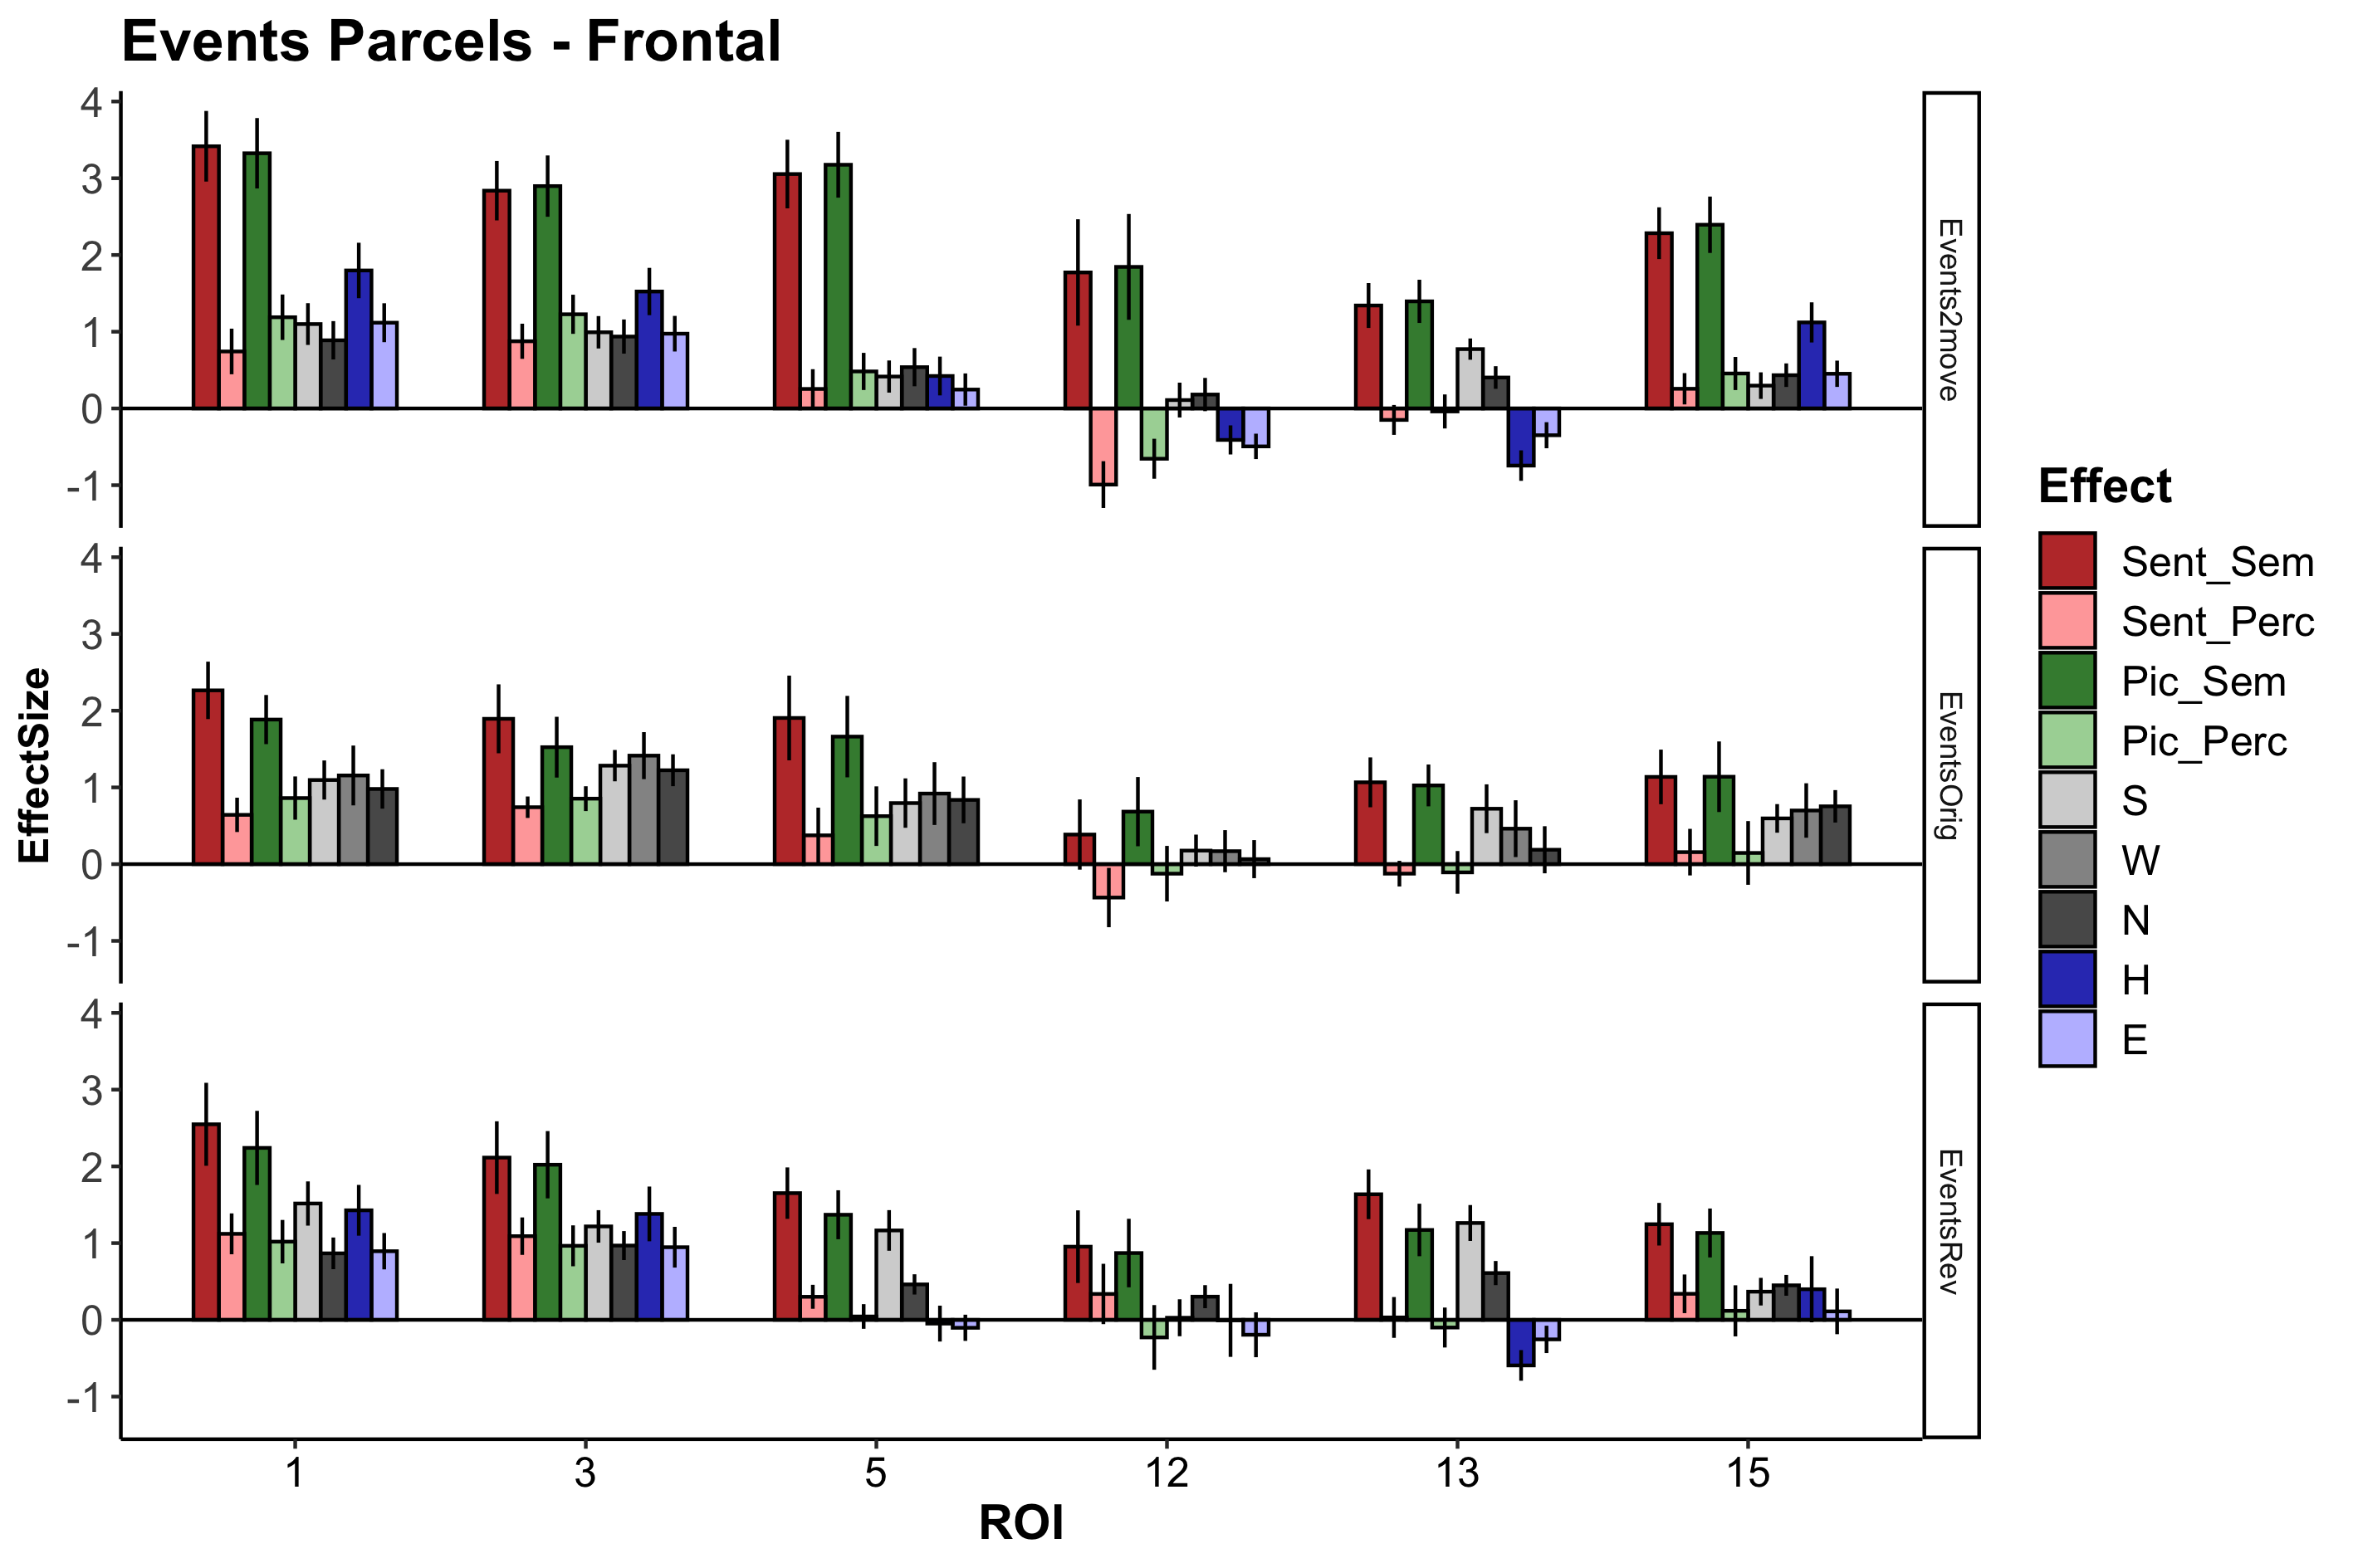 Events Parcels - Frontal
4
3
2
1
0
-1
Events2move
4
3
2
1
0
-1
EventsOrig
4
3
2
1
0
-1
EventsRev
EffectSize
1 3 5 12 13 15
ROI
Effect
Sent_Sem
Sent_Perc
Pic_Sem
Pic_Perc
S
W
N
H
E